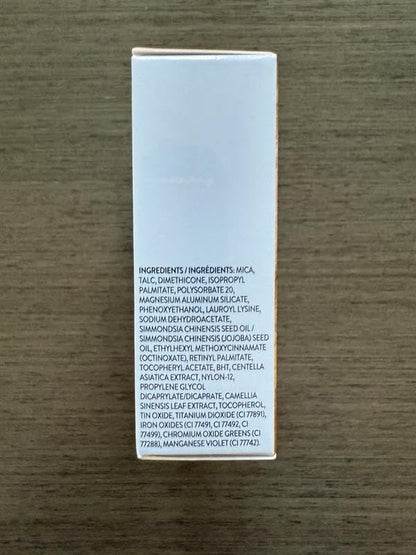 INGREDIENTS / INGRÉDIENTS: MICA,
TALC, DIMETHICONE, ISOPROPYL
PALMITATE, POLYSORBATE 20,
MAGNESIUM ALUMINUM SILICATE,
PHENOXYETHANOL, LAUROYL LYSINE,
SODIUM DEHYDROACETATE,
SIMMONDSIA CHINENSIS SEED OIL /
SIMMONDSIA CHINENSIS (JOJOBA) SEED
OIL, ETHYLHEXYL METHOXYCINNAMATE
(OCTINOXATE), RETINYL PALMITATE,
TOCOPHERYL ACETATE, BHT, CENTELLA
ASIATICA EXTRACT, NYLON-12,
PROPYLENE GLYCOL
DICAPRYLATE/DICAPRATE, CAMELLIA
SINENSIS LEAF EXTRACT, TOCOPHEROL,
TIN OXIDE, TITANIUM DIOXIDE (CI 77891),
IRON OXIDES (CI 77491, CI 77492, CI
77499), CHROMIUM OXIDE GREENS (CI
77288), MANGANESE VIOLET (CI 77742).